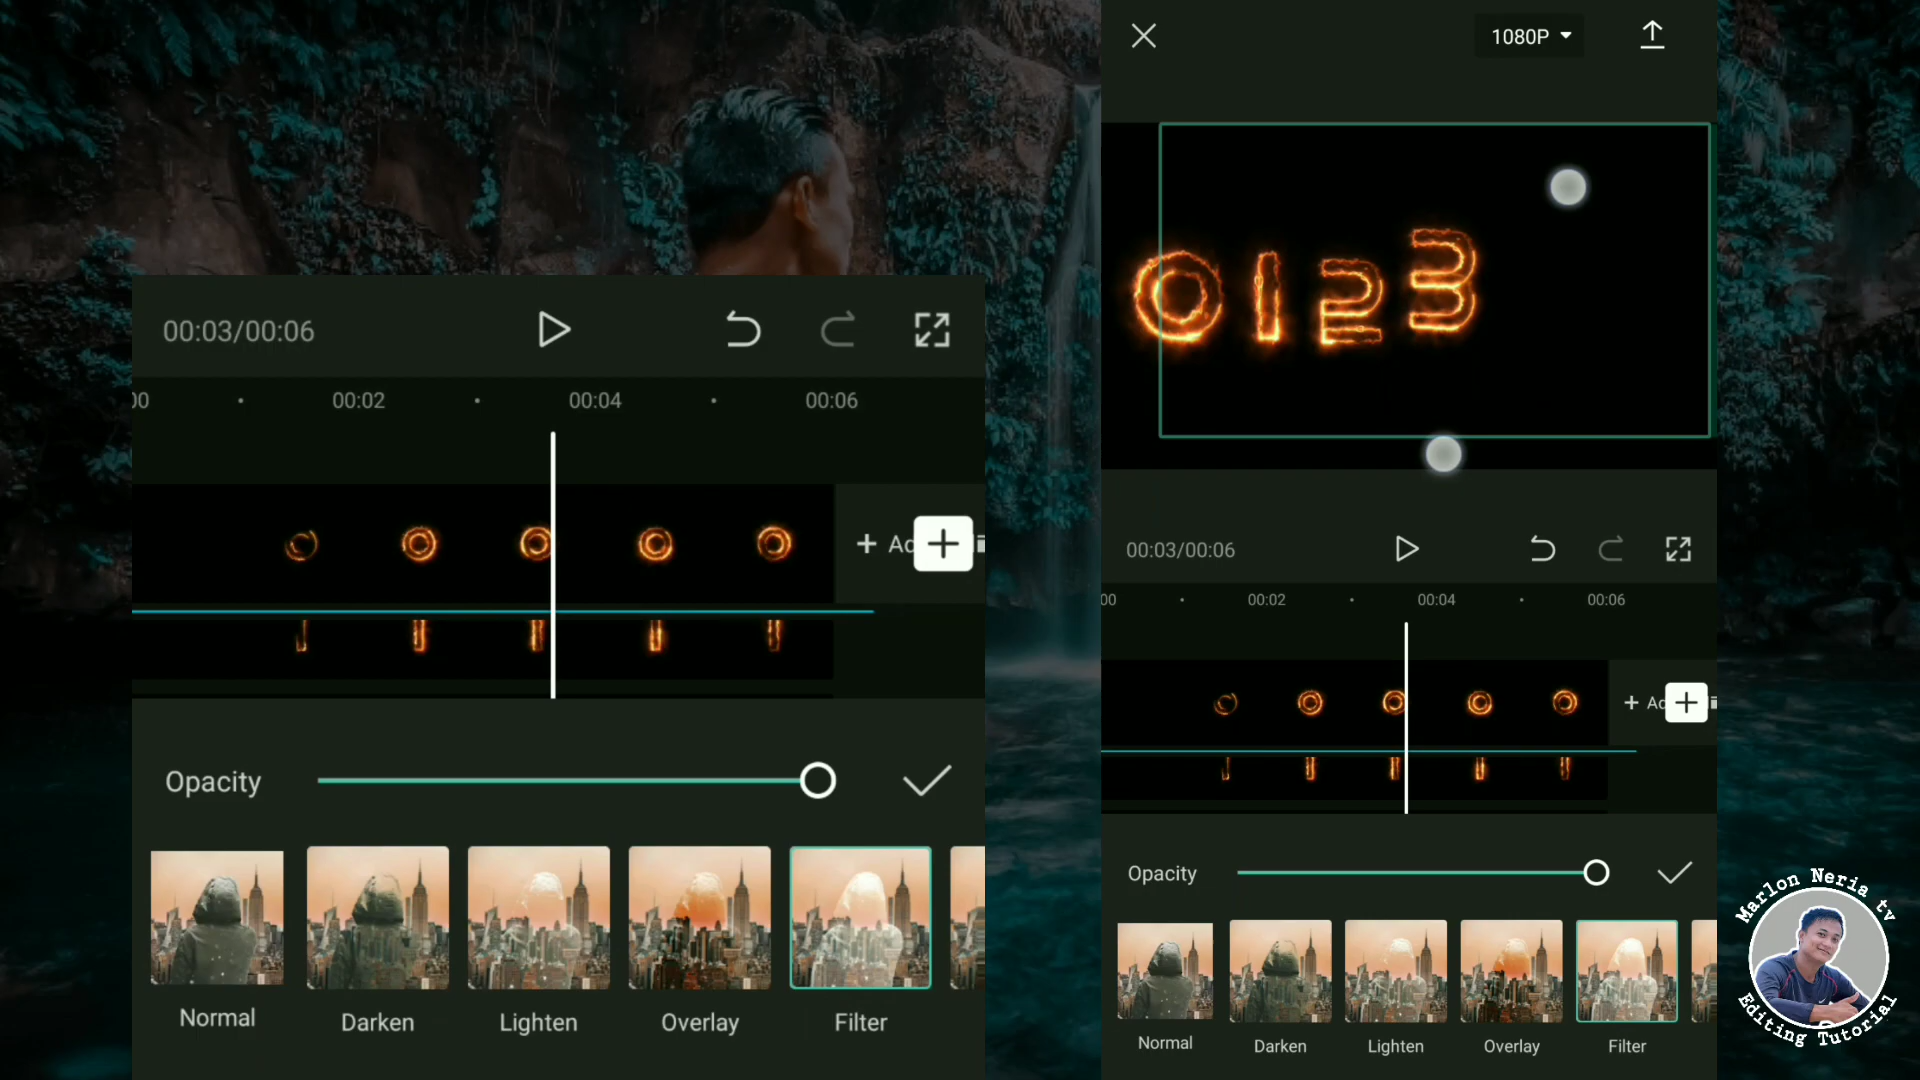 00:03/00:06
00
00:02
00:04
00:06
+ Ad
Opacity
Normal
Darken
Lighten
Overlay
Filter
1080P
0123
00:03/00:06
00
00:02
00:04
00:06
+ Ad
Opacity
Normal
Darken
Lighten
Overlay
Filter
Marlon Neria tv
Editing Tutorial